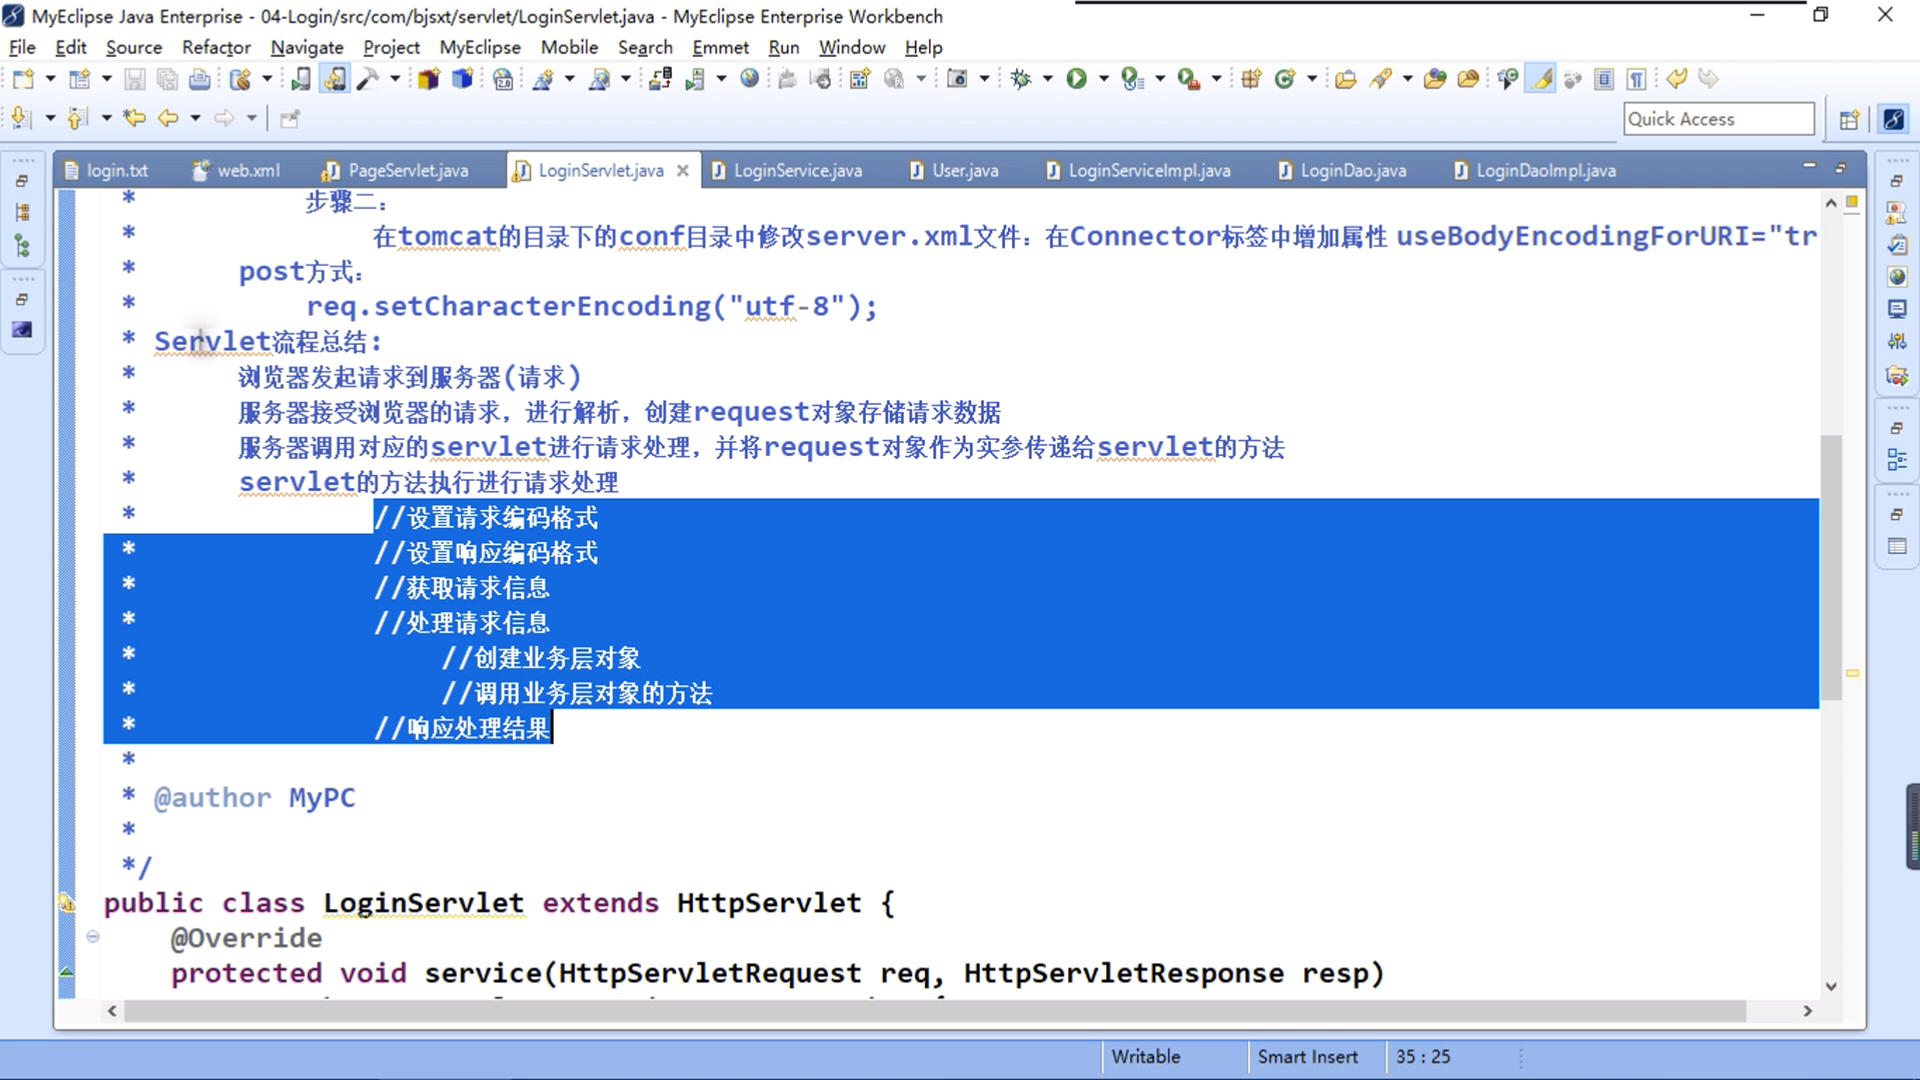 MyEclipse Java Enterprise - 04-Login/src/com/bjsxt/servlet/LoginServlet.java - MyEclipse Enterprise Workbench
File Edit Source Refactor Navigate Project MyEclipse Mobile Search Emmet Run Window Help
Quick Access
login.txt web.xml PageServlet.java LoginServlet.java LoginService.java User.java LoginServiceImpl.java LoginDao.java LoginDaoImpl.java
* 步骤二：
* 在tomcat的目录下的conf目录中修改server.xml文件：在Connector标签中增加属性 useBodyEncodingForURI="tr
* post方式：
* req.setCharacterEncoding("utf-8");
* Servlet流程总结：
* 浏览器发起请求到服务器(请求)
* 服务器接受浏览器的请求，进行解析，创建request对象存储请求数据
* 服务器调用对应的servlet进行请求处理，并将request对象作为实参传递给servlet的方法
* servlet的方法执行进行请求处理
* //设置请求编码格式
* //设置响应编码格式
* //获取请求信息
* //处理请求信息
* //创建业务层对象
* //调用业务层对象的方法
* //响应处理结果
*
* @author MyPC
*
*/
public class LoginServlet extends HttpServlet {
@Override
protected void service(HttpServletRequest req, HttpServletResponse resp)
Writable Smart Insert 35 : 25